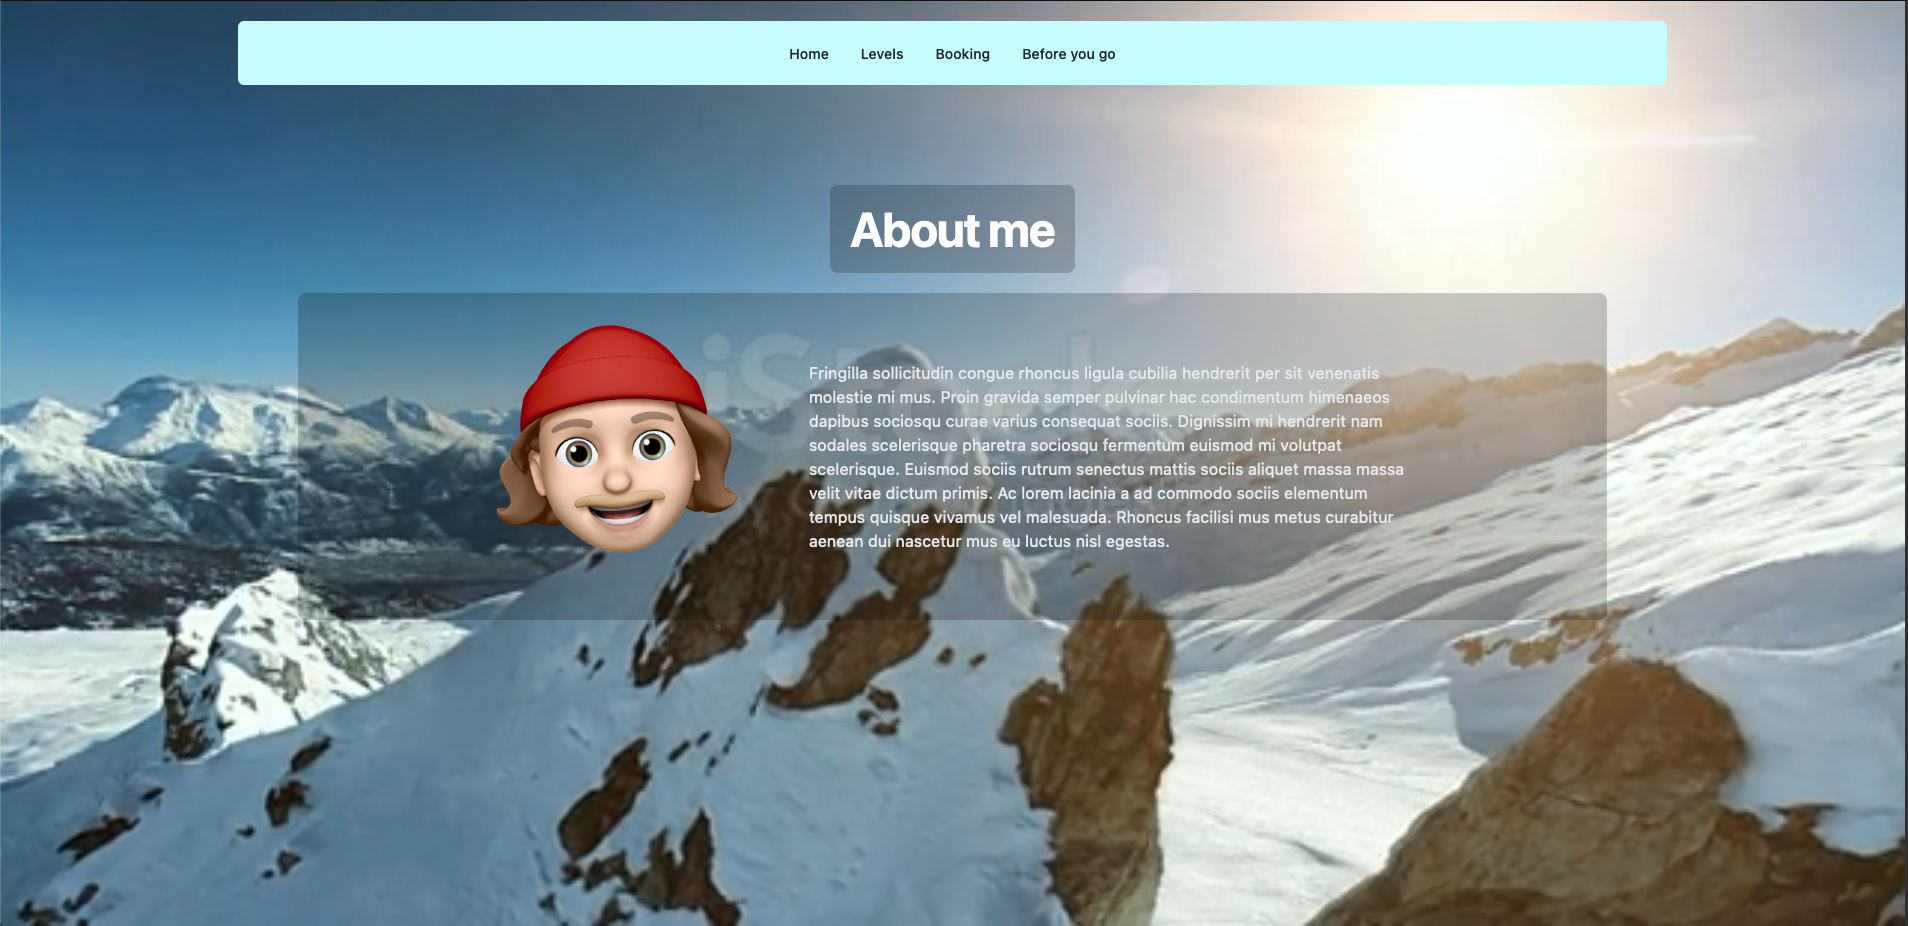 Home
Levels
Booking
Before you go
About me
Fringilla sollicitudin congue rhoncus ligula cubilia hendrerit per sit venenatis
molestie mi mus. Proin gravida semper pulvinar hac condimentum himenaeos
dapibus sociosqu curae varius consequat sociis. Dignissim mi hendrerit nam
sodales scelerisque pharetra sociosqu fermentum euismod mi volutpat
scelerisque. Euismod sociis rutrum senectus mattis sociis aliquet massa massa
velit vitae dictum primis. Ac lorem lacinia a ad commodo sociis elementum
tempus quisque vivamus vel malesuada. Rhoncus facilisi mus metus curabitur
aenean dui nascetur mus eu luctus nisl egestas.